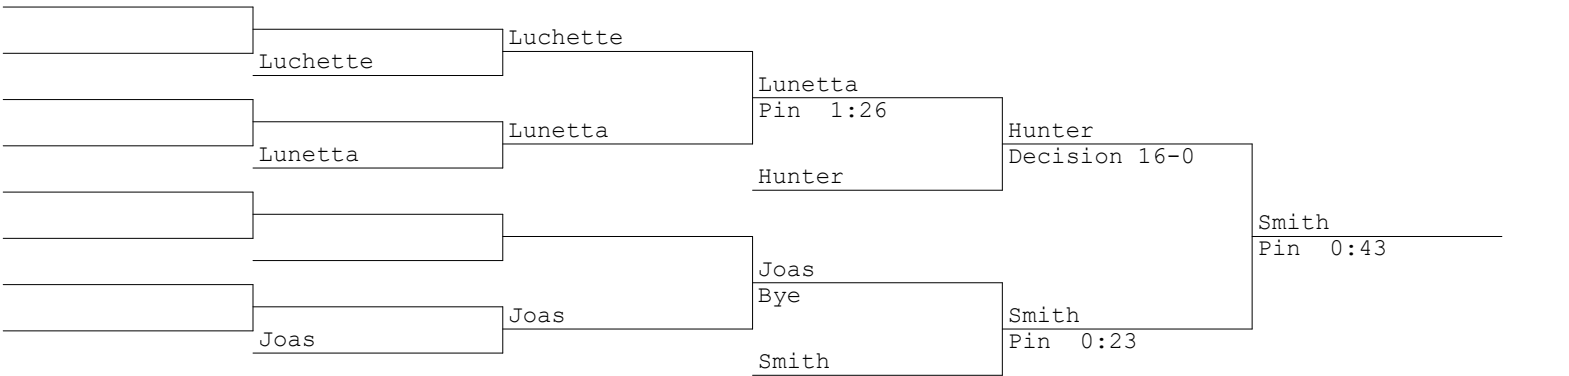 Luchette
Luchette
Lunetta
Pin 1:26
Lunetta
Hunter
Lunetta
Decision 16-0
Hunter
Smith
Pin 0:43
Joas
Bye
Joas
Smith
Joas
Pin 0:23
Smith